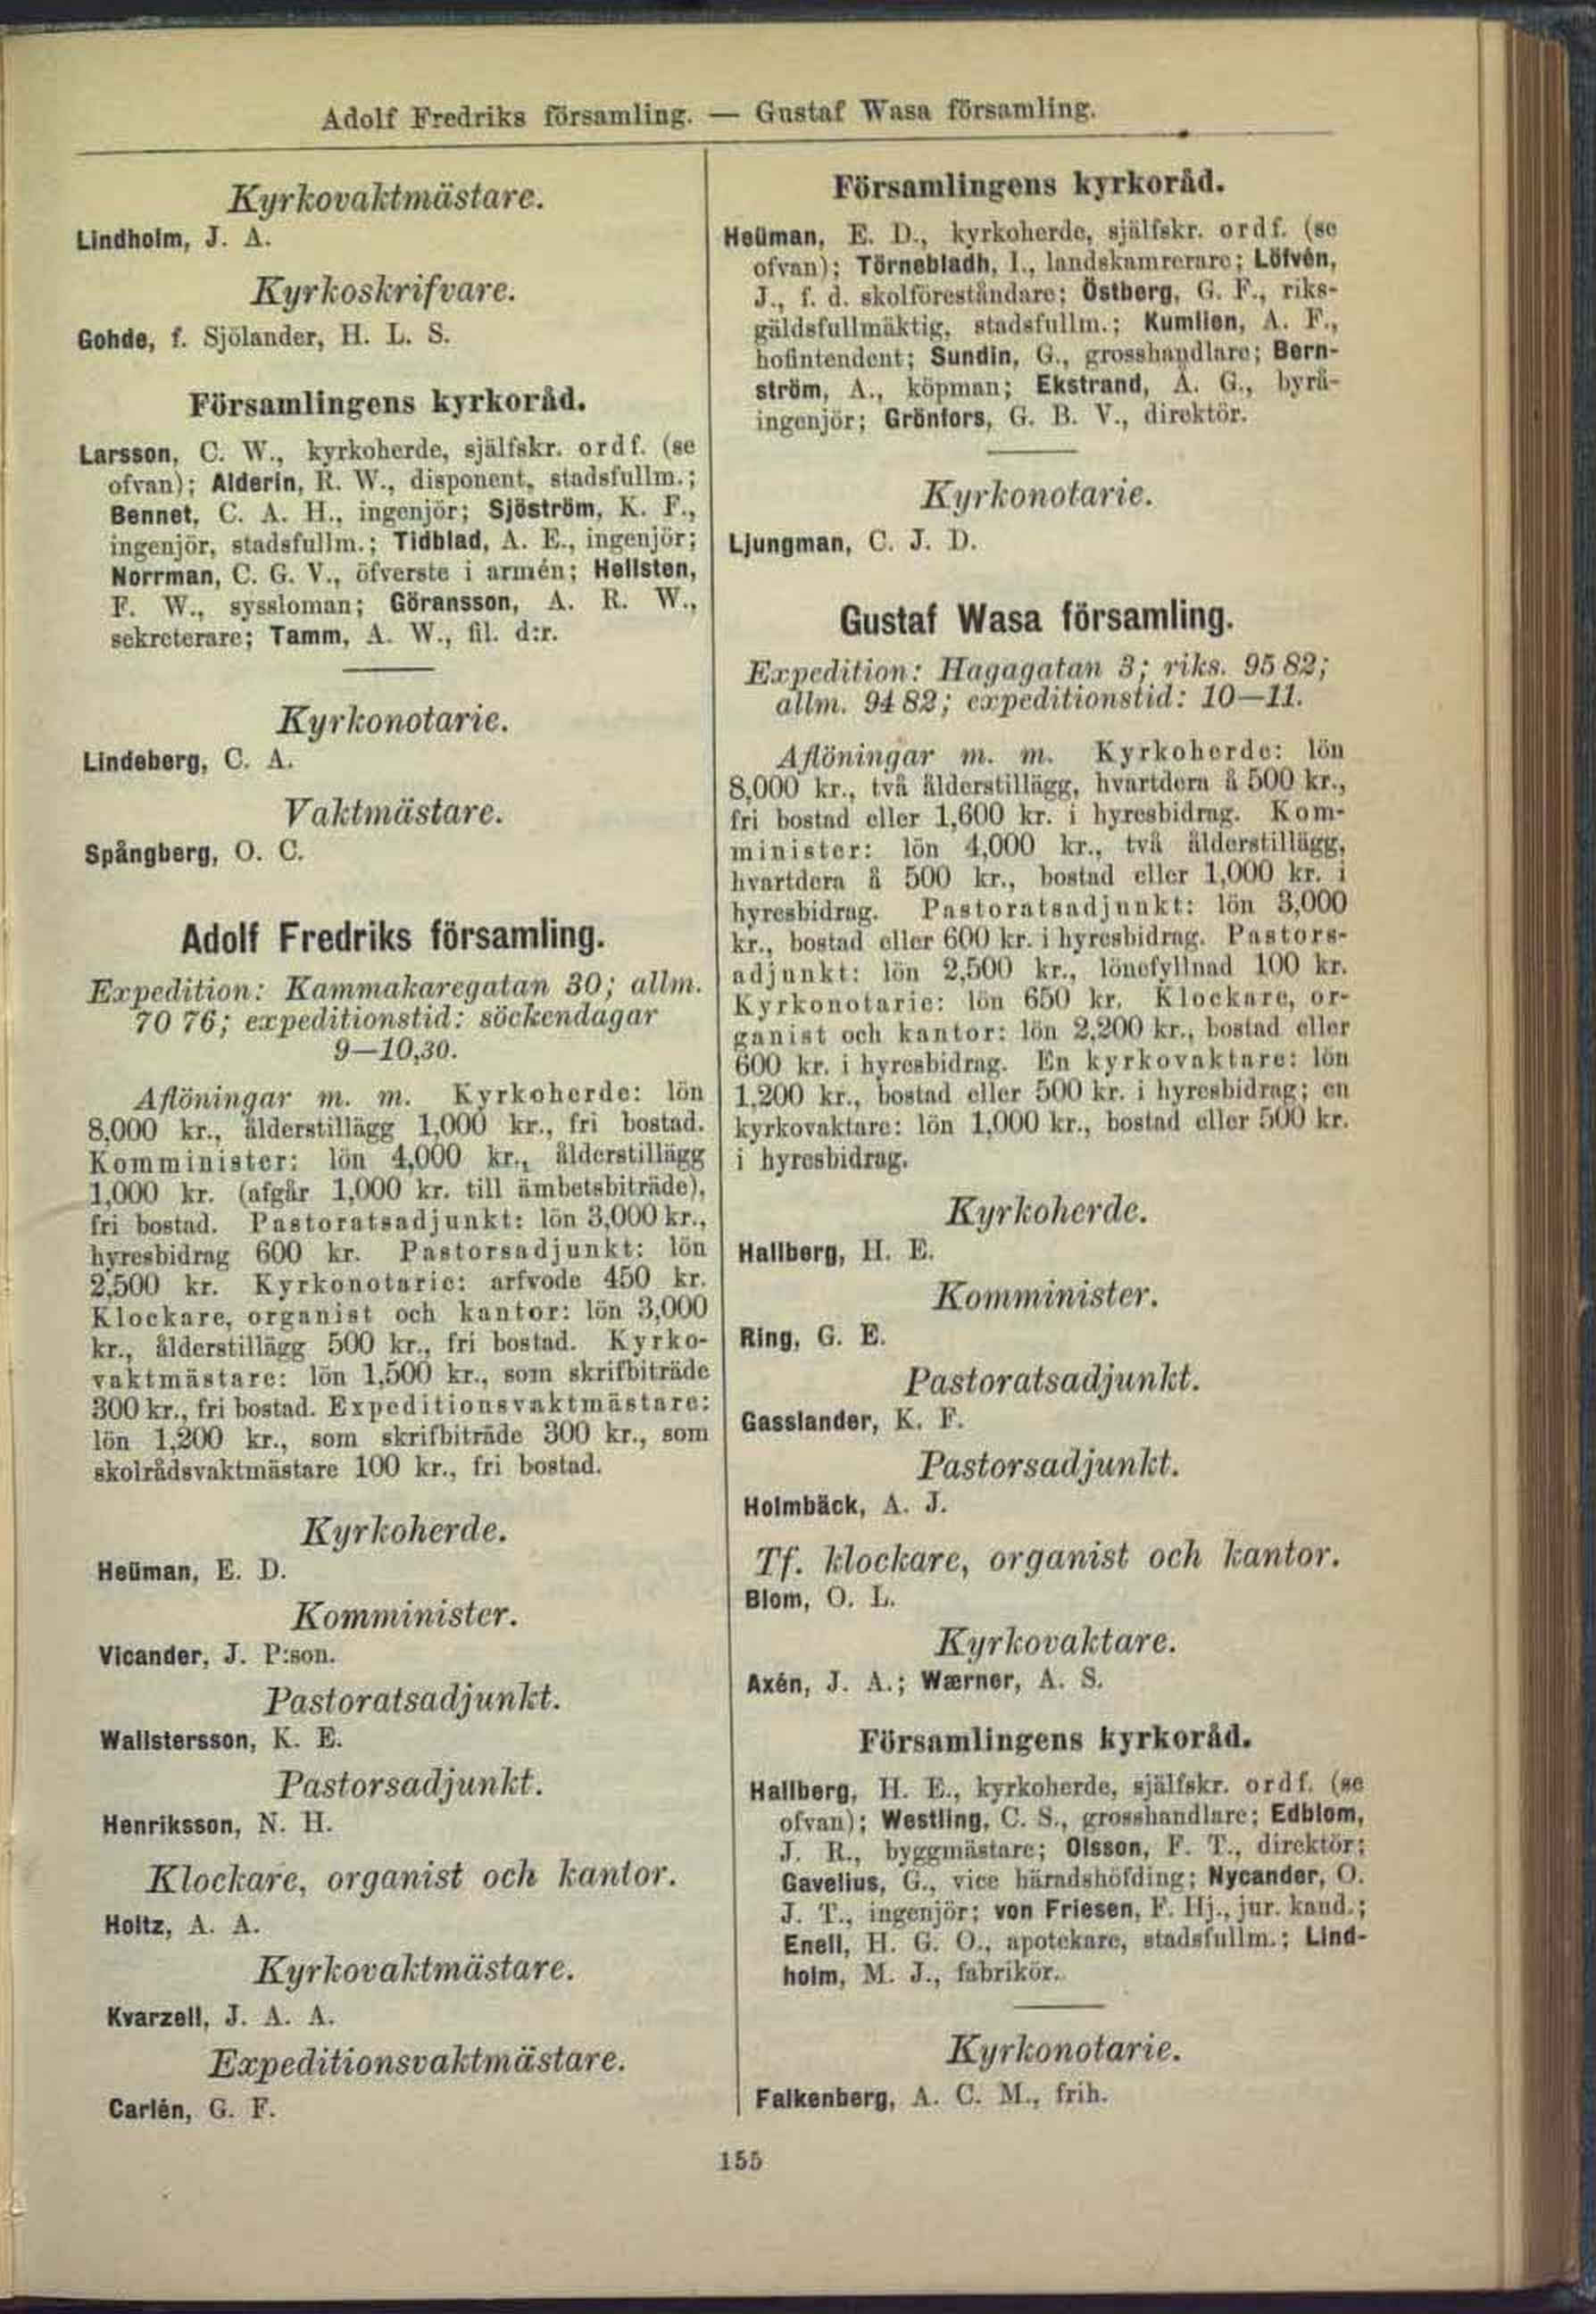 Adolf Fredriks församling. — Gustaf Wasa församling.
Kyrkovaktmästare.
Lindholm, J. A.
Kyrkoskrifvare.
Gohde, f. Sjölander, H. L. S.
Församlingens kyrkoråd.
Larsson, C. W., kyrkoherde, själfskr. ordf. (se
ofvan); Alderin, R. W., disponent, stadsfullm.;
Bennet, C. A. H., ingenjör; Sjöström, K. F.,
ingenjör, stadsfullm.; Tidblad, A. E., ingenjör;
Norrman, C. G. V., öfverste i armén; Hellsten,
F. W., syssloman; Göransson, A. R. W.,
sekreterare; Tamm, A. W., fil. d:r.
Kyrkonotarie.
Lindeberg, C. A.
Vaktmästare.
Spångberg, O. C.
Adolf Fredriks församling.
Expedition: Kammakaregatan 30; allm.
70 76; expeditionstid: söckendagar
9—10,30.
Aflöningar m. m. Kyrkoherde: lön
8,000 kr., ålderstillägg 1,000 kr., fri bostad.
Komminister: lön 4,000 kr., ålderstillägg
1,000 kr. (afgår 1,000 kr. till ämbetsbiträde),
fri bostad. Pastoratsadjunkt: lön 3,000 kr.,
hyresbidrag 600 kr. Pastorsadjunkt: lön
2,500 kr. Kyrkonotarie: arfvode 450 kr.
Klockare, organist och kantor: lön 3,000
kr., ålderstillägg 500 kr., fri bostad. Kyrko-
vaktmästare: lön 1,500 kr., som skrifbiträde
300 kr., fri bostad. Expeditionsvaktmästare:
lön 1,200 kr., som skrifbiträde 300 kr., som
skolrådsvaktmästare 100 kr., fri bostad.
Kyrkoherde.
Heüman, E. D.
Komminister.
Vicander, J. P:son.
Pastoratsadjunkt.
Wallstersson, K. E.
Pastorsadjunkt.
Henriksson, N. H.
Klockare, organist och kantor.
Holtz, A. A.
Kyrkovaktmästare.
Kvarzell, J. A. A.
Expeditionsvaktmästare.
Carlén, G. F.
Församlingens kyrkoråd.
Heüman, E. D., kyrkoherde, själfskr. ordf. (se
ofvan); Törnebladh, I., landskamrerare; Löfvén,
J., f. d. skolföreståndare; Östberg, G. F., riks-
gäldsfullmäktig, stadsfullm.; Kumlien, A. F.,
hofintendent; Sundin, G., grosshandlare; Bern-
ström, A., köpman; Ekstrand, A. G., byrå-
ingenjör; Grönfors, G. B. V., direktör.
Kyrkonotarie.
Ljungman, C. J. D.
Gustaf Wasa församling.
Expedition: Hagagatan 3; riks. 95 82;
allm. 94 82; expeditionstid: 10—11.
Aflöningar m. m. Kyrkoherde: lön
8,000 kr., två ålderstillägg, hvartdera å 500 kr.,
fri bostad eller 1,600 kr. i hyresbidrag. Kom-
minister: lön 4,000 kr., två ålderstillägg,
hvartdera å 500 kr., bostad eller 1,000 kr. i
hyresbidrag. Pastoratsadjunkt: lön 3,000
kr., bostad eller 600 kr. i hyresbidrag. Pastors-
adjunkt: lön 2,500 kr., lönefyllnad 100 kr.
Kyrkonotarie: lön 650 kr. Klockare, or-
ganist och kantor: lön 2,200 kr., bostad eller
600 kr. i hyresbidrag. En kyrkovaktare: lön
1,200 kr., bostad eller 500 kr. i hyresbidrag; en
kyrkovaktare: lön 1,000 kr., bostad eller 500 kr.
i hyresbidrag.
Kyrkoherde.
Hallberg, H. E.
Komminister.
Ring, G. E.
Pastoratsadjunkt.
Gasslander, K. F.
Pastorsadjunkt.
Holmbäck, A. J.
Tf. klockare, organist och kantor.
Blom, O. L.
Kyrkovaktare.
Axén, J. A.; Wærner, A. S.
Församlingens kyrkoråd.
Hallberg, H. E., kyrkoherde, själfskr. ordf. (se
ofvan); Westling, C. S., grosshandlare; Edblom,
J. R., byggmästare; Olsson, F. T., direktör;
Gavelius, G., vice häradshöfding; Nycander, O.
J. T., ingenjör; von Friesen, F. Hj., jur. kand.;
Enell, H. G. O., apotekare, stadsfullm.; Lind-
holm, M. J., fabrikör.
Kyrkonotarie.
Falkenberg, A. C. M., frih.
155